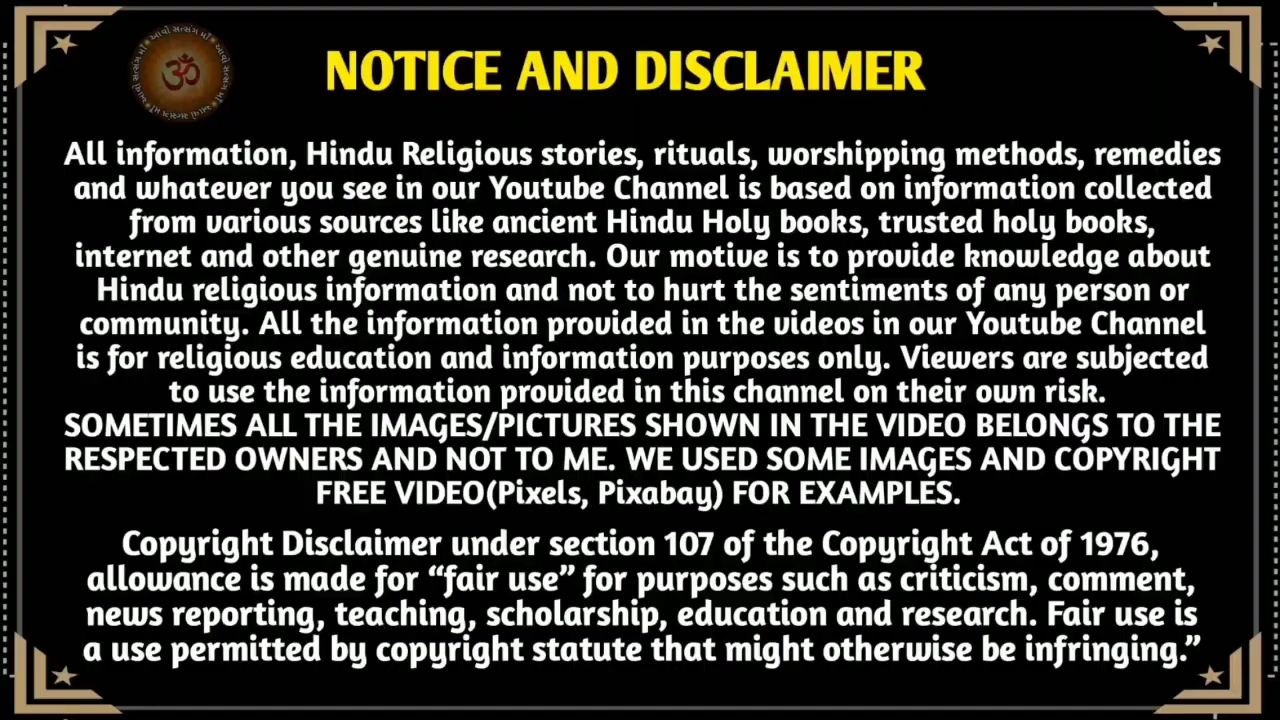 આવો સત્સંગ માઁ આવો સત્સંગ માઁ આવો સત્સંગ માઁ
ॐ
NOTICE AND DISCLAIMER
All information, Hindu Religious stories, rituals, worshipping methods, remedies
and whatever you see in our Youtube Channel is based on information collected
from various sources like ancient Hindu Holy books, trusted holy books,
internet and other genuine research. Our motive is to provide knowledge about
Hindu religious information and not to hurt the sentiments of any person or
community. All the information provided in the videos in our Youtube Channel
is for religious education and information purposes only. Viewers are subjected
to use the information provided in this channel on their own risk.
SOMETIMES ALL THE IMAGES/PICTURES SHOWN IN THE VIDEO BELONGS TO THE
RESPECTED OWNERS AND NOT TO ME. WE USED SOME IMAGES AND COPYRIGHT
FREE VIDEO(Pixels, Pixabay) FOR EXAMPLES.
Copyright Disclaimer under section 107 of the Copyright Act of 1976,
allowance is made for “fair use” for purposes such as criticism, comment,
news reporting, teaching, scholarship, education and research. Fair use is
a use permitted by copyright statute that might otherwise be infringing.”